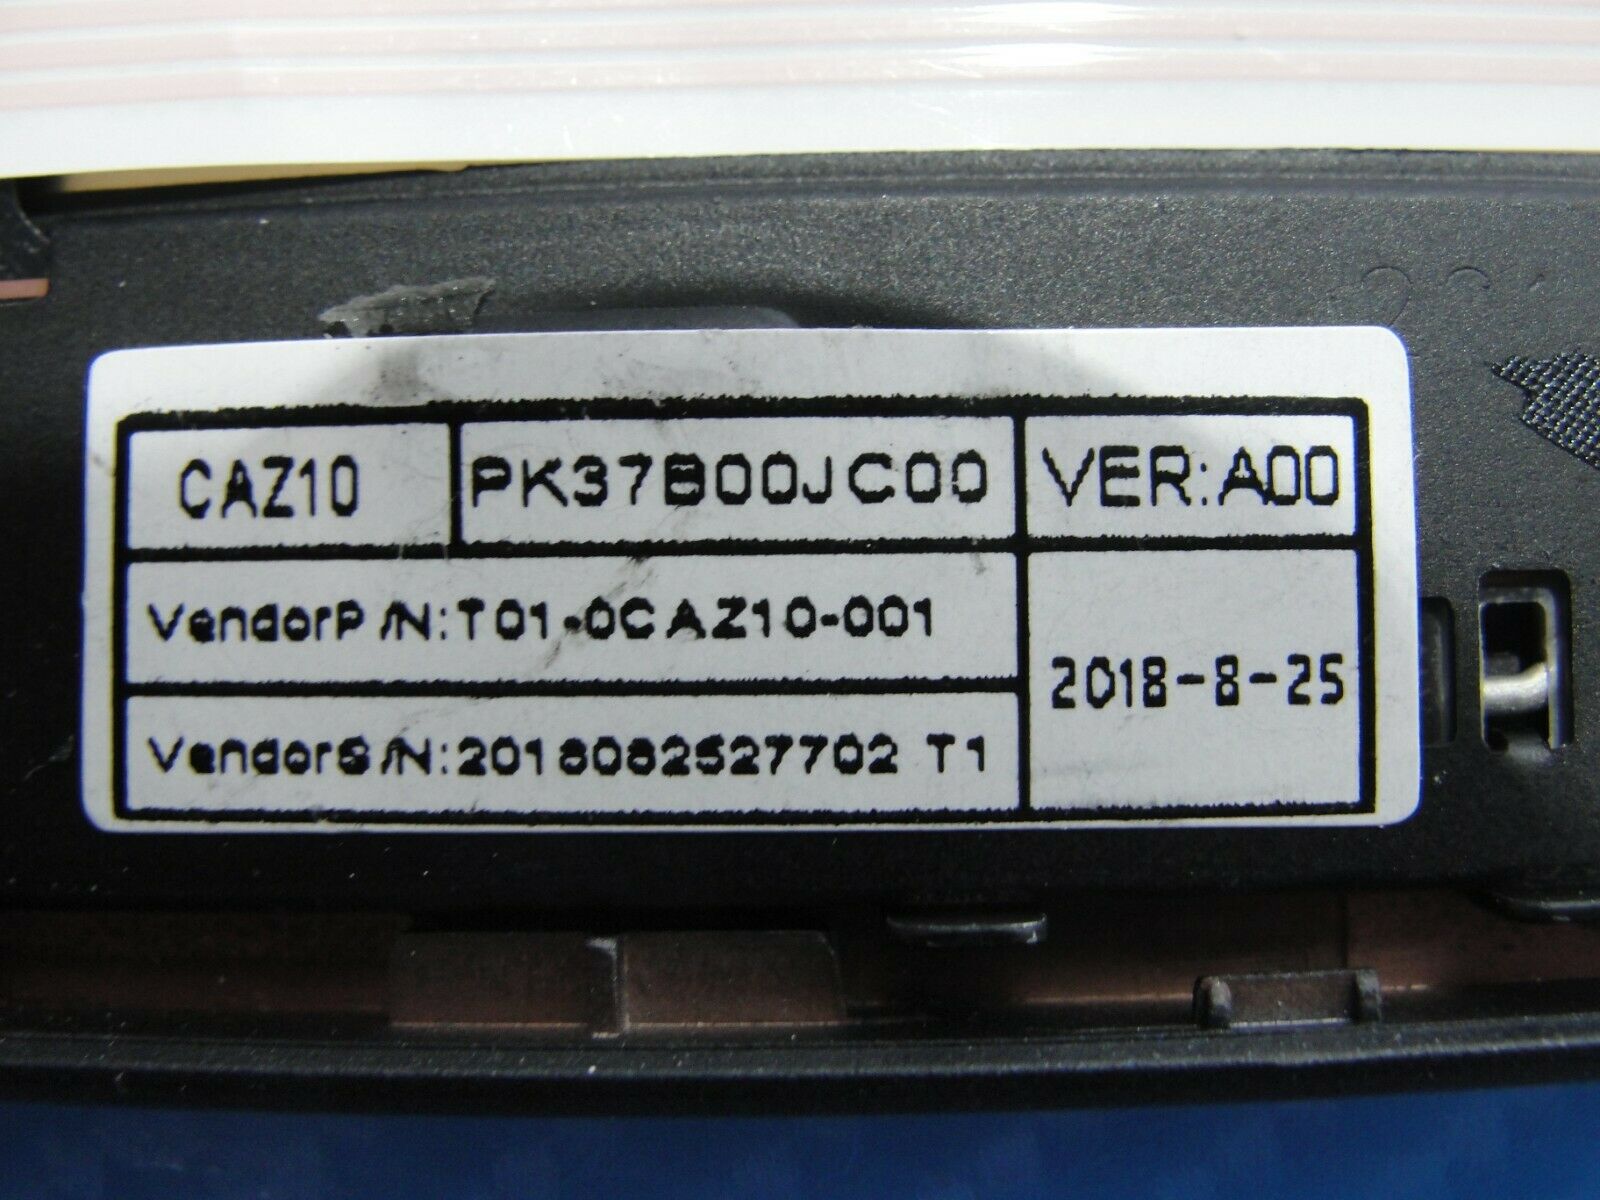 CAZ10 PK37B00JC00 VER:A00
VendorP/N:T01-0CAZ10-001
2018-8-25
VendorS/N:2018082527702 T1